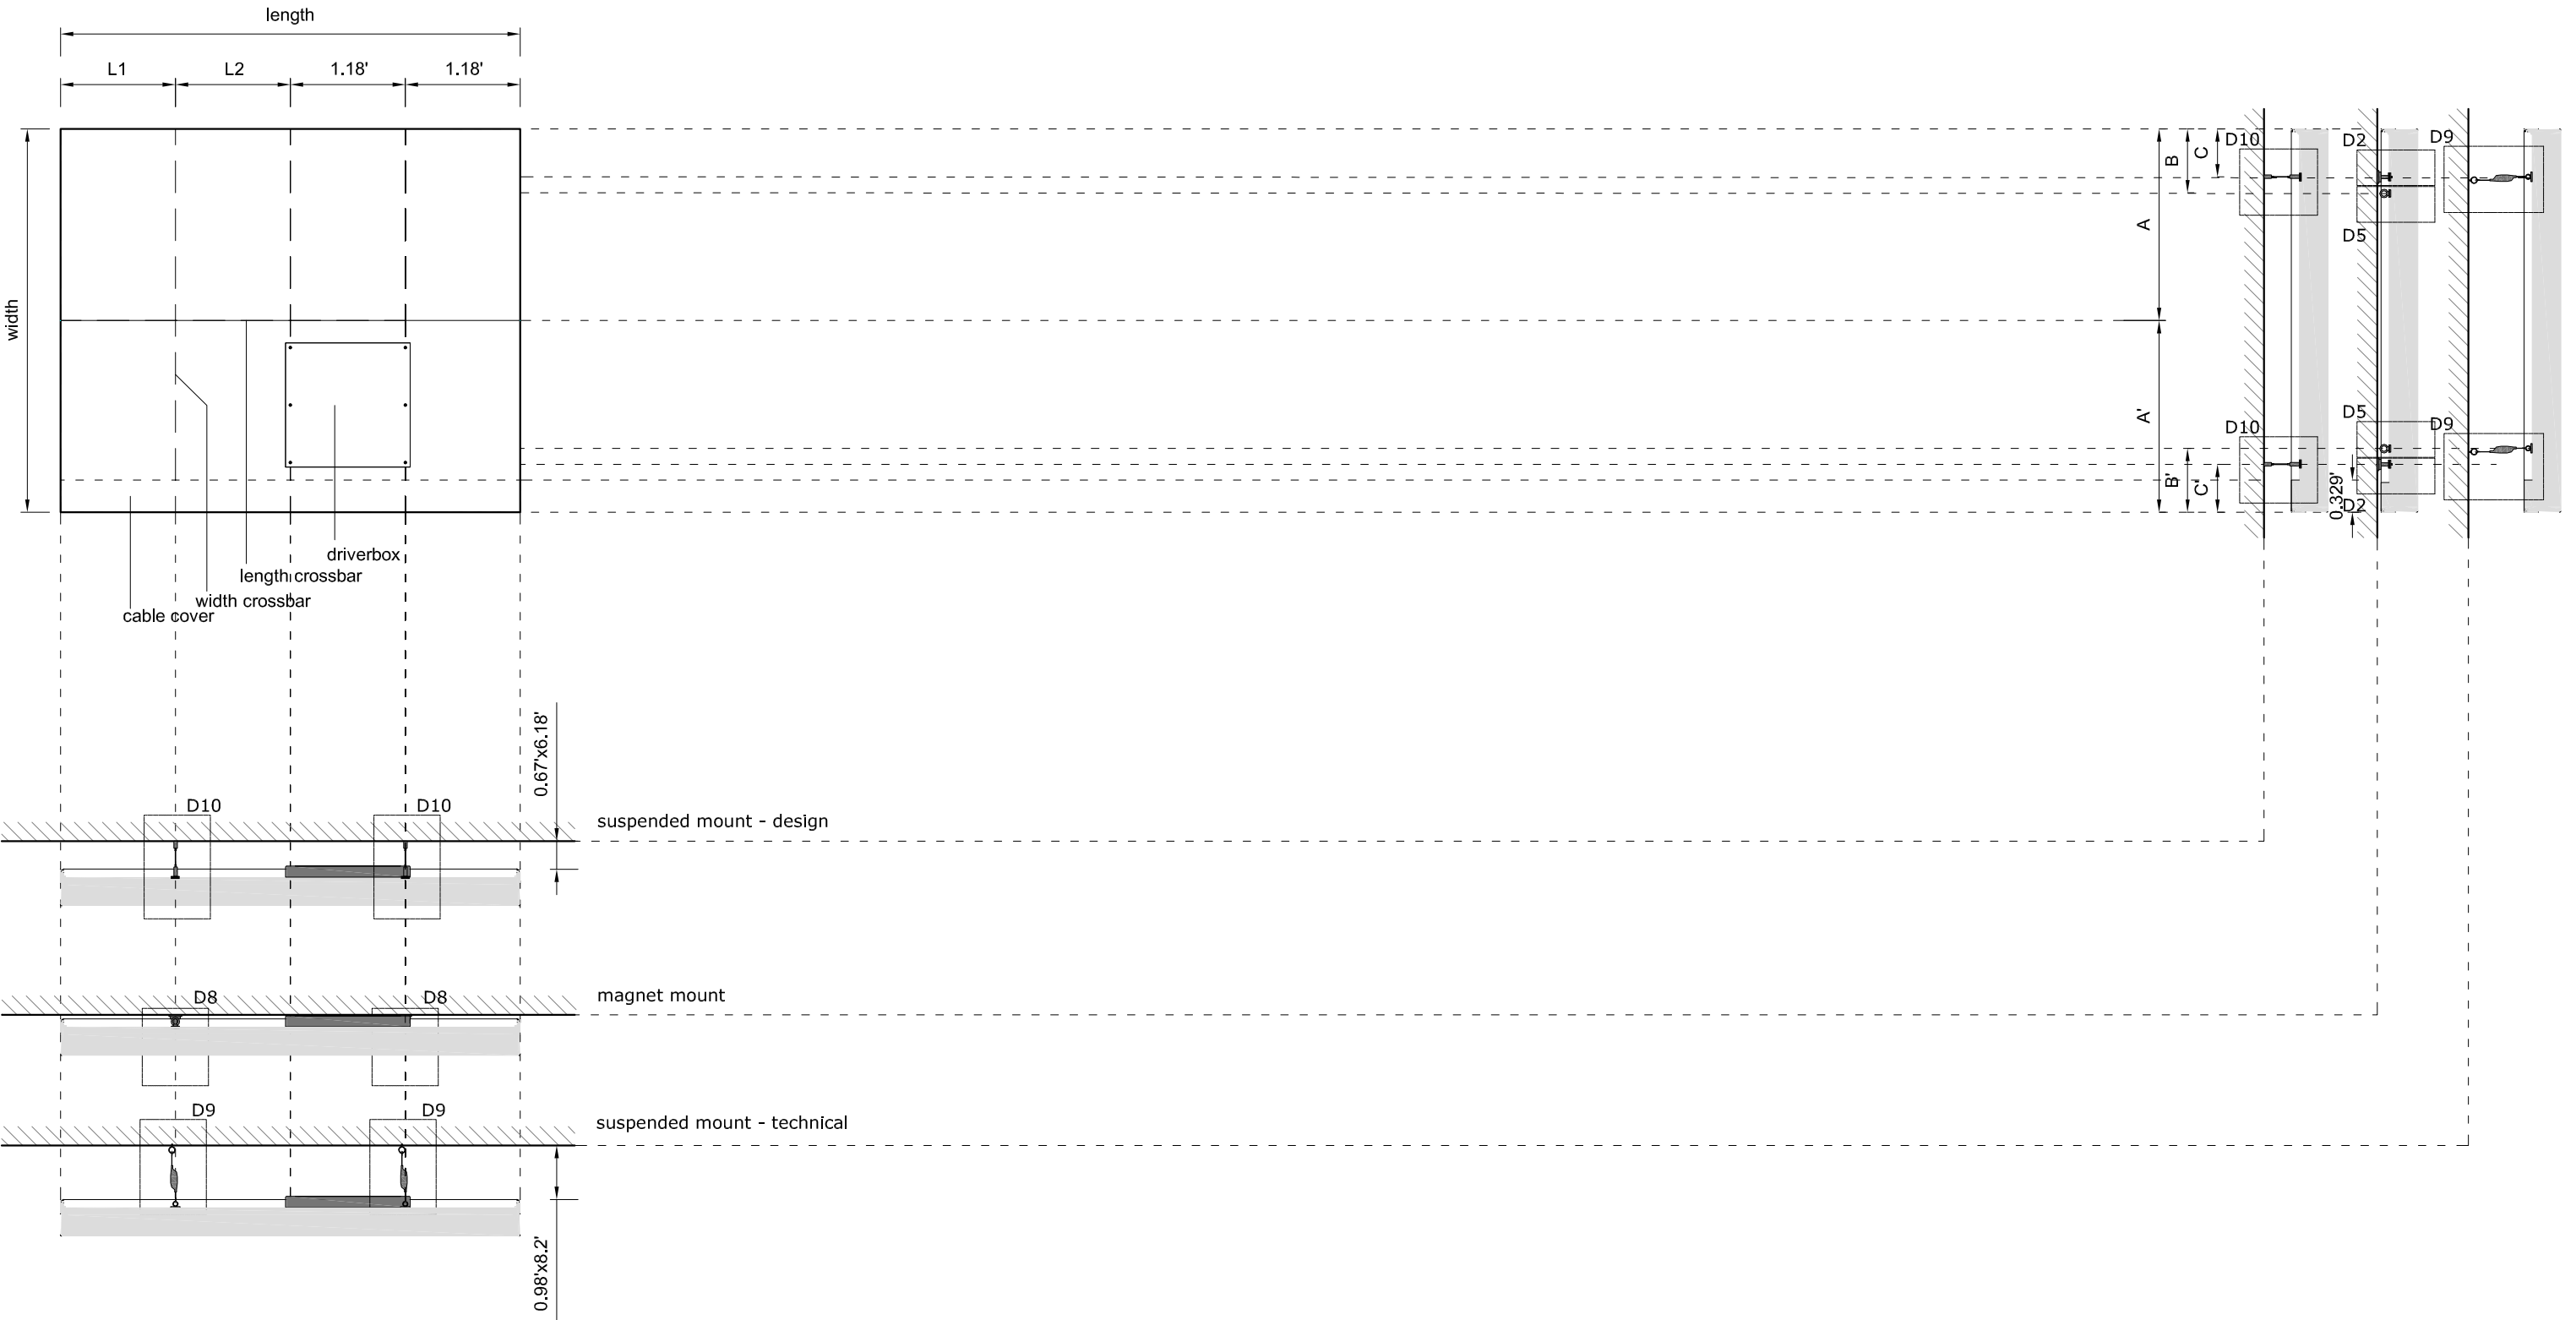 length
L1 L2 1.18' 1.18'
width
driverbox
length crossbar
width crossbar
cable cover
A B C
A' B' C'
D10 D2 D9
D5
D5
D10 D9
0.329'
D2
0.67'x6.18'
D10 D10
suspended mount - design
D8 D8
magnet mount
D9 D9
suspended mount - technical
0.98'x8.2'